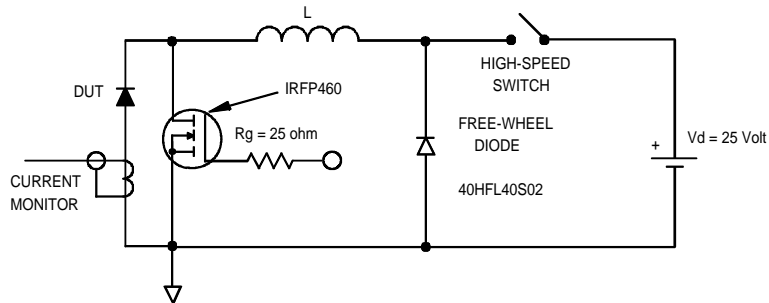 L
HIGH-SPEED
SWITCH
DUT
IRFP460
Rg = 25 ohm
FREE-WHEEL
DIODE
40HFL40S02
+
Vd = 25 Volt
CURRENT
MONITOR